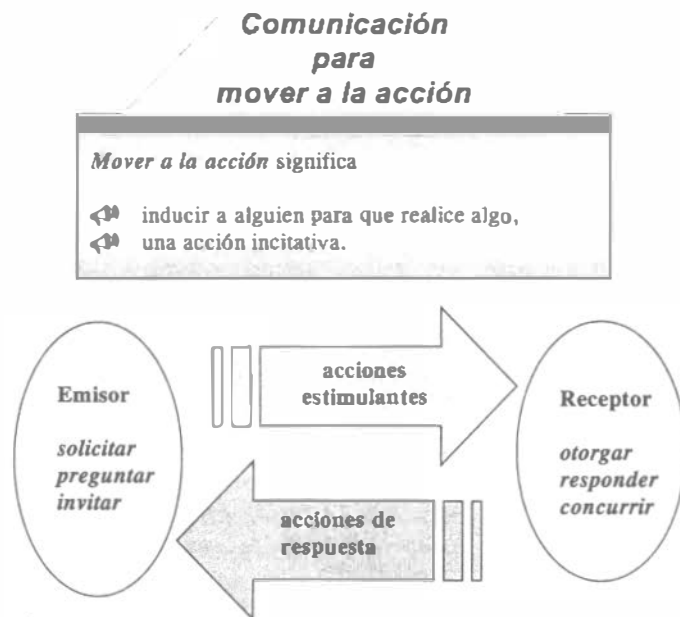 Comunicación
para
mover a la acción
Mover a la acción significa
inducir a alguien para que realice algo,
una acción incitativa.
acciones
estimulantes
Emisor
solicitar
preguntar
invitar
Receptor
otorgar
responder
concurrir
acciones de
respuesta